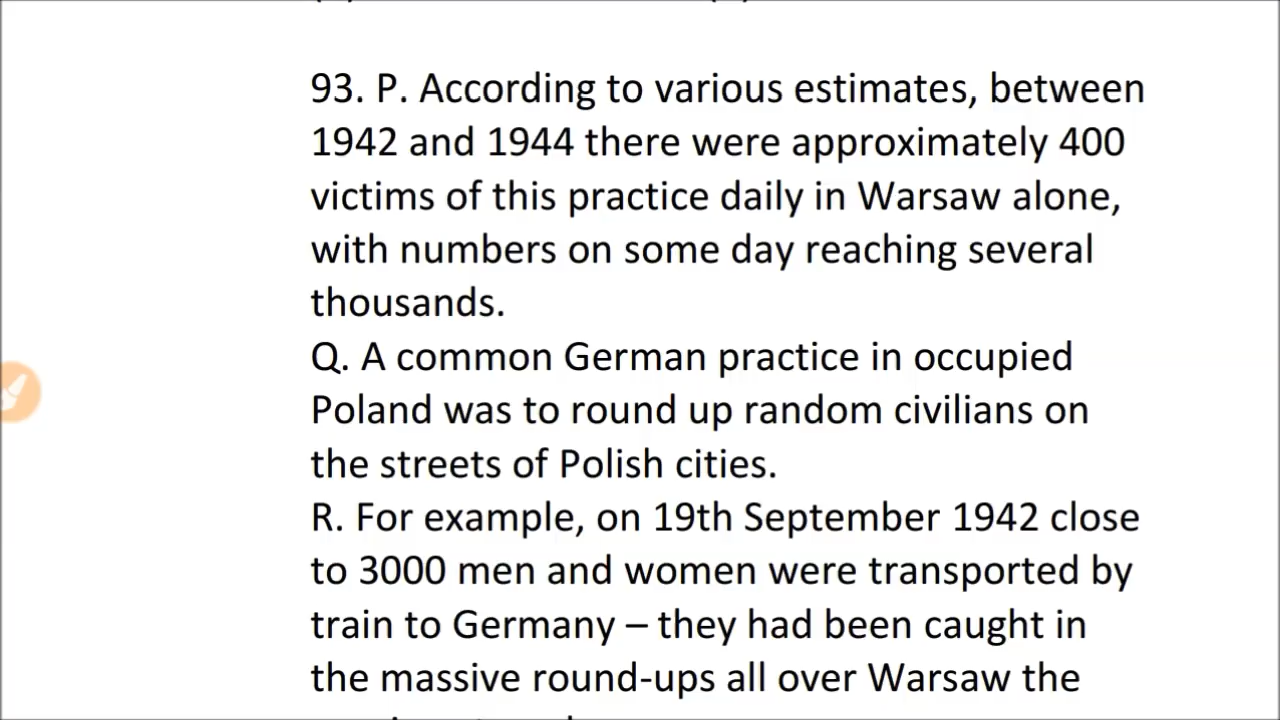 93. P. According to various estimates, between
1942 and 1944 there were approximately 400
victims of this practice daily in Warsaw alone,
with numbers on some day reaching several
thousands.
Q. A common German practice in occupied
Poland was to round up random civilians on
the streets of Polish cities.
R. For example, on 19th September 1942 close
to 3000 men and women were transported by
train to Germany – they had been caught in
the massive round-ups all over Warsaw the